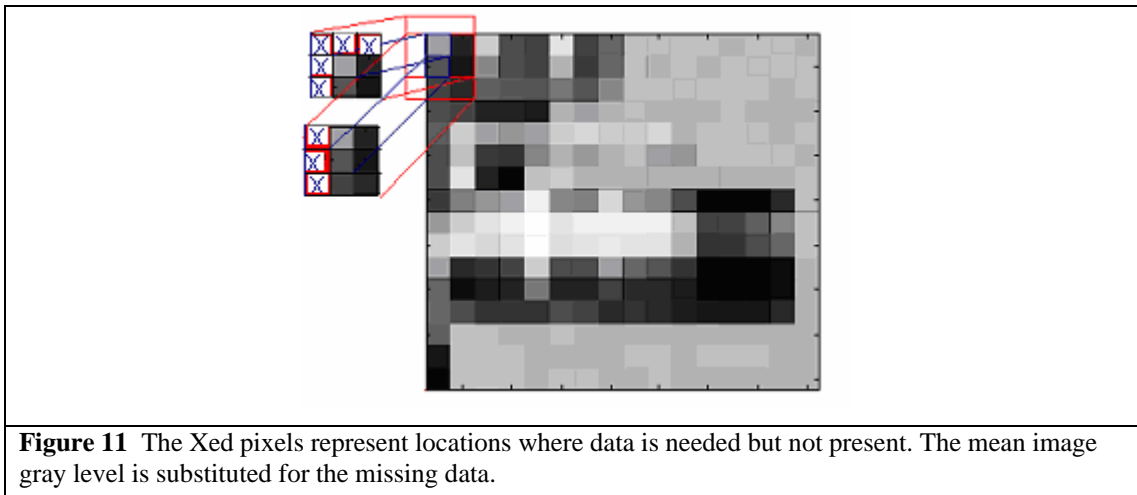 X X X
X
X
X
X
X
Figure 11 The Xed pixels represent locations where data is needed but not present. The mean image
gray level is substituted for the missing data.